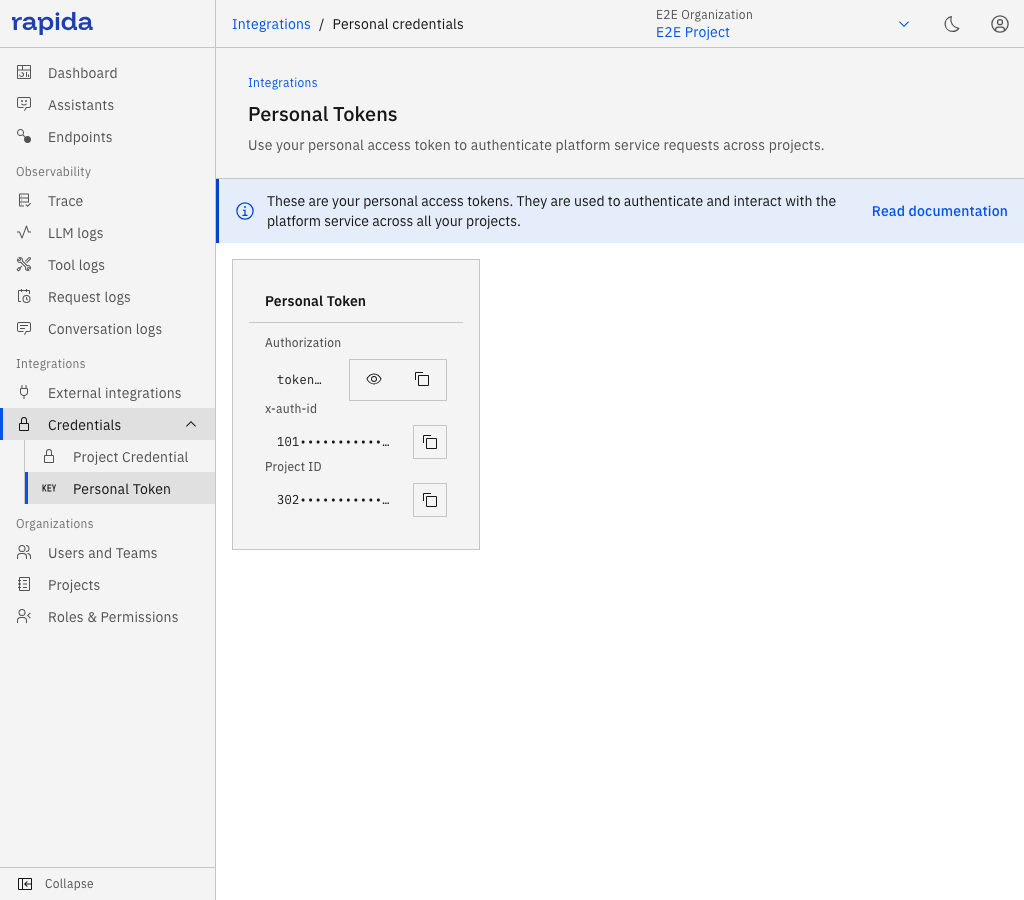 rapida
Integrations / Personal credentials
E2E Organization
E2E Project
Dashboard
Assistants
Endpoints
Observability
Trace
LLM logs
Tool logs
Request logs
Conversation logs
Integrations
External integrations
Credentials
Project Credential
KEY Personal Token
Organizations
Users and Teams
Projects
Roles & Permissions
Collapse
Integrations
Personal Tokens
Use your personal access token to authenticate platform service requests across projects.
These are your personal access tokens. They are used to authenticate and interact with the
platform service across all your projects.
Read documentation
Personal Token
Authorization
token…
x-auth-id
101•••••••••••…
Project ID
302•••••••••••…